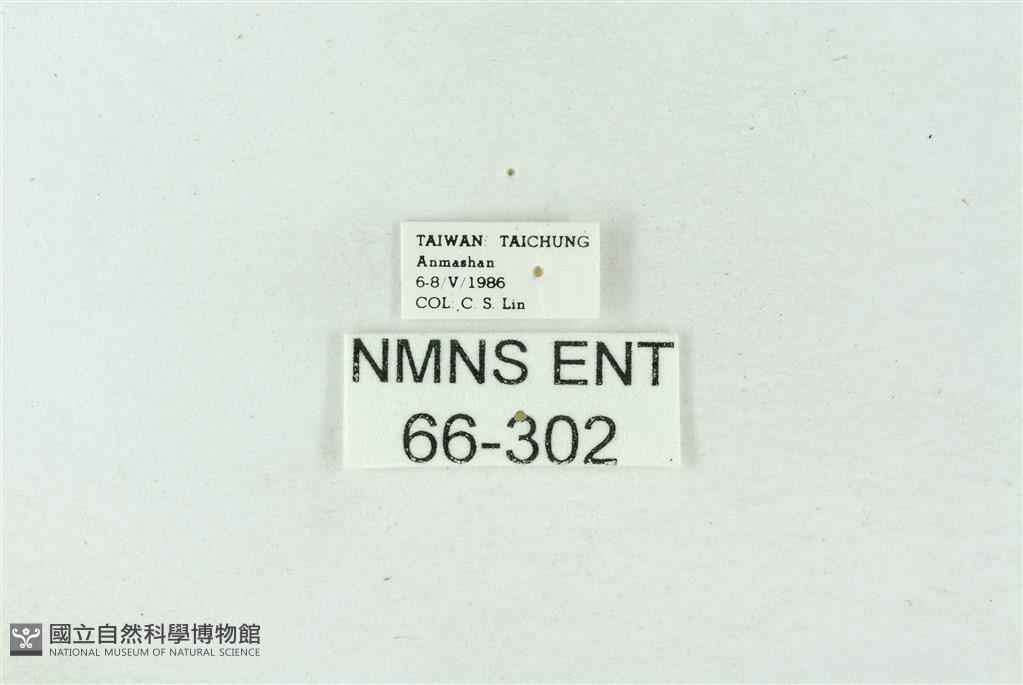 TAIWAN: TAICHUNG
Anmashan
6-8/V/1986
COL: C. S. Lin
NMNS ENT
66-302
國立自然科學博物館
NATIONAL MUSEUM OF NATURAL SCIENCE